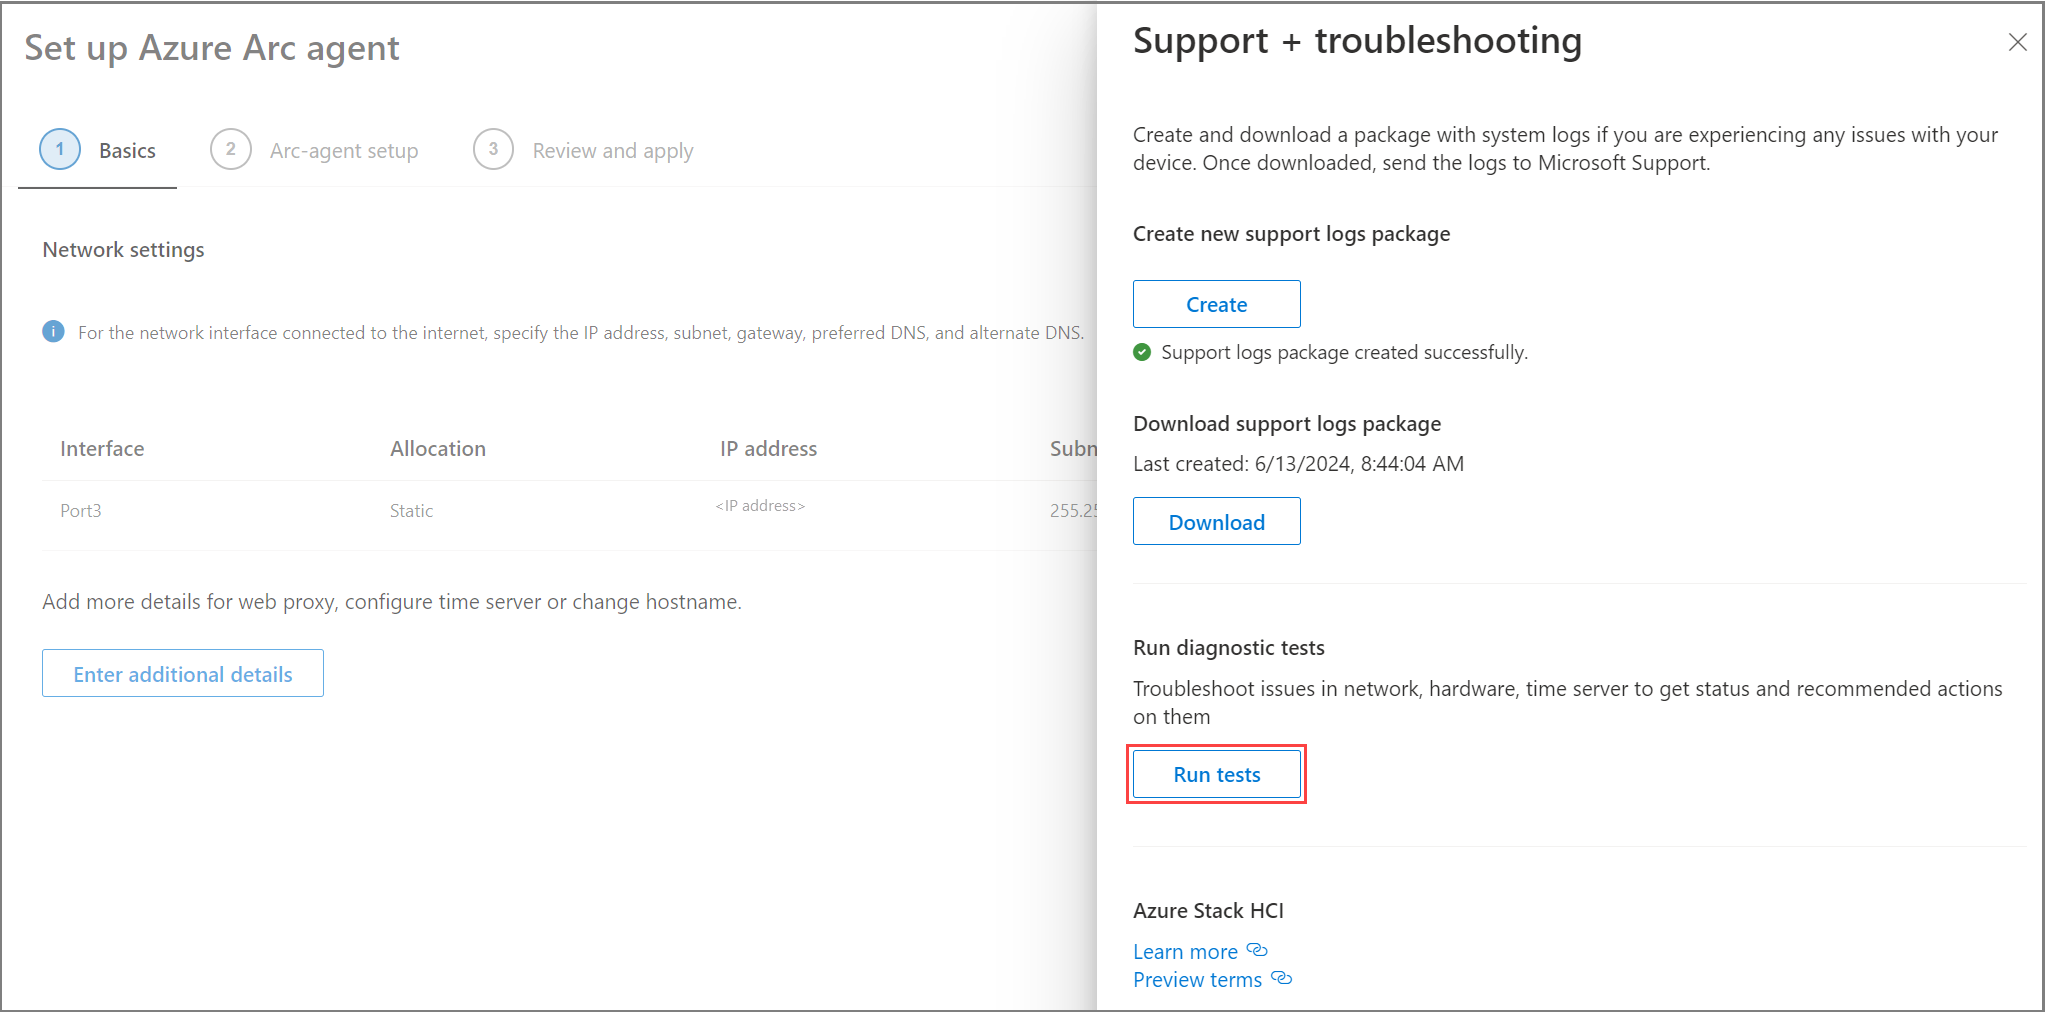 Set up Azure Arc agent
1 Basics
2 Arc-agent setup
3 Review and apply
Network settings
i For the network interface connected to the internet, specify the IP address, subnet, gateway, preferred DNS, and alternate DNS.
Interface Allocation IP address Subn
Port3 Static <IP address> 255.25
Add more details for web proxy, configure time server or change hostname.
Enter additional details
Support + troubleshooting
Create and download a package with system logs if you are experiencing any issues with your
device. Once downloaded, send the logs to Microsoft Support.
Create new support logs package
Create
Support logs package created successfully.
Download support logs package
Last created: 6/13/2024, 8:44:04 AM
Download
Run diagnostic tests
Troubleshoot issues in network, hardware, time server to get status and recommended actions
on them
Run tests
Azure Stack HCI
Learn more
Preview terms